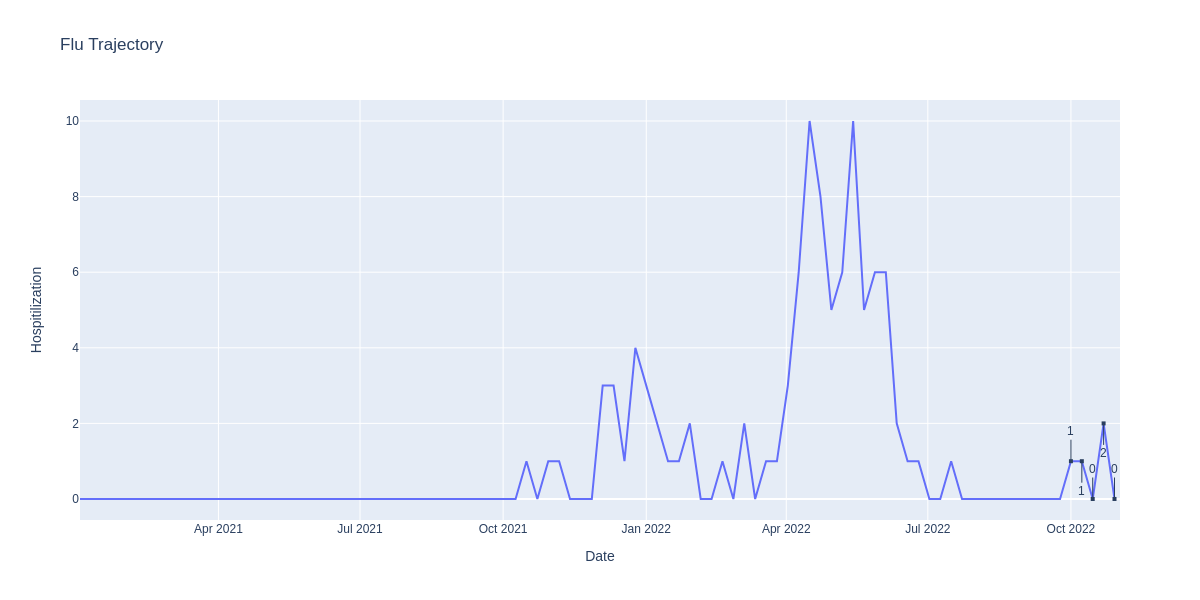 Flu Trajectory
10
8
6
4
2
0
Hospitilization
1
1
0
2
0
Apr 2021
Jul 2021
Oct 2021
Jan 2022
Apr 2022
Jul 2022
Oct 2022
Date